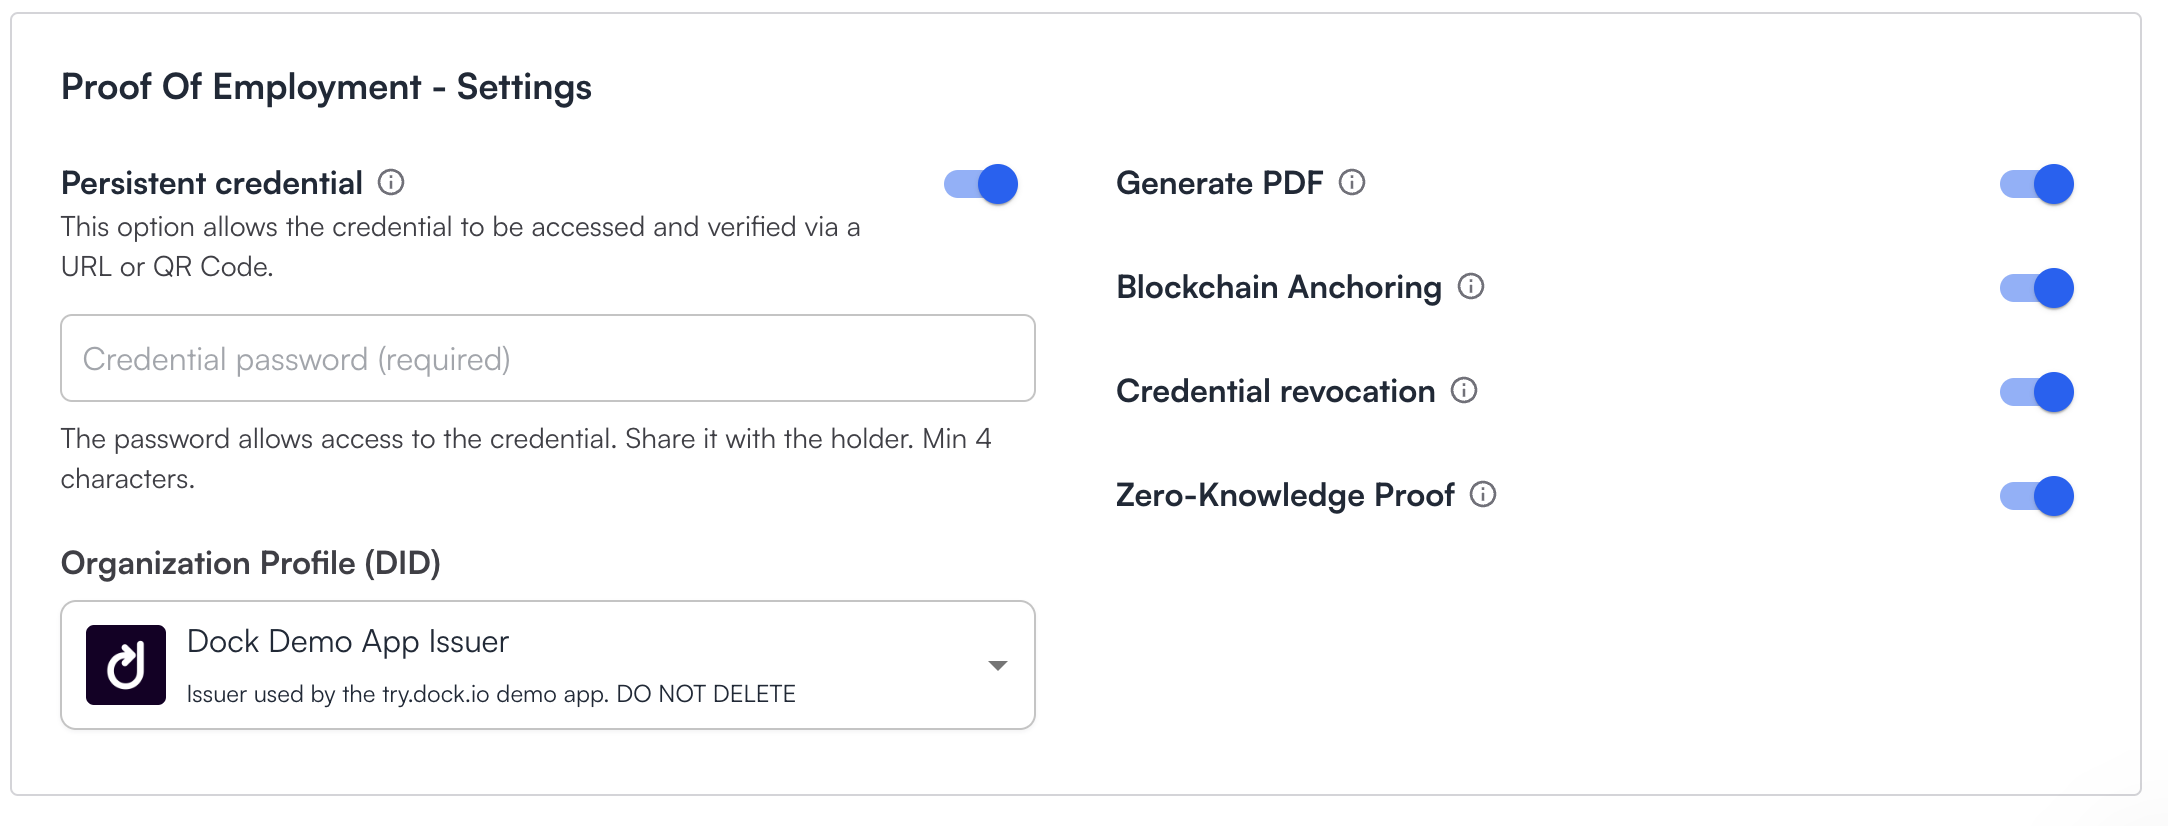 Proof Of Employment - Settings
Persistent credential
This option allows the credential to be accessed and verified via a
URL or QR Code.
Credential password (required)
The password allows access to the credential. Share it with the holder. Min 4
characters.
Organization Profile (DID)
Dock Demo App Issuer
Issuer used by the try.dock.io demo app. DO NOT DELETE
Generate PDF
Blockchain Anchoring
Credential revocation
Zero-Knowledge Proof